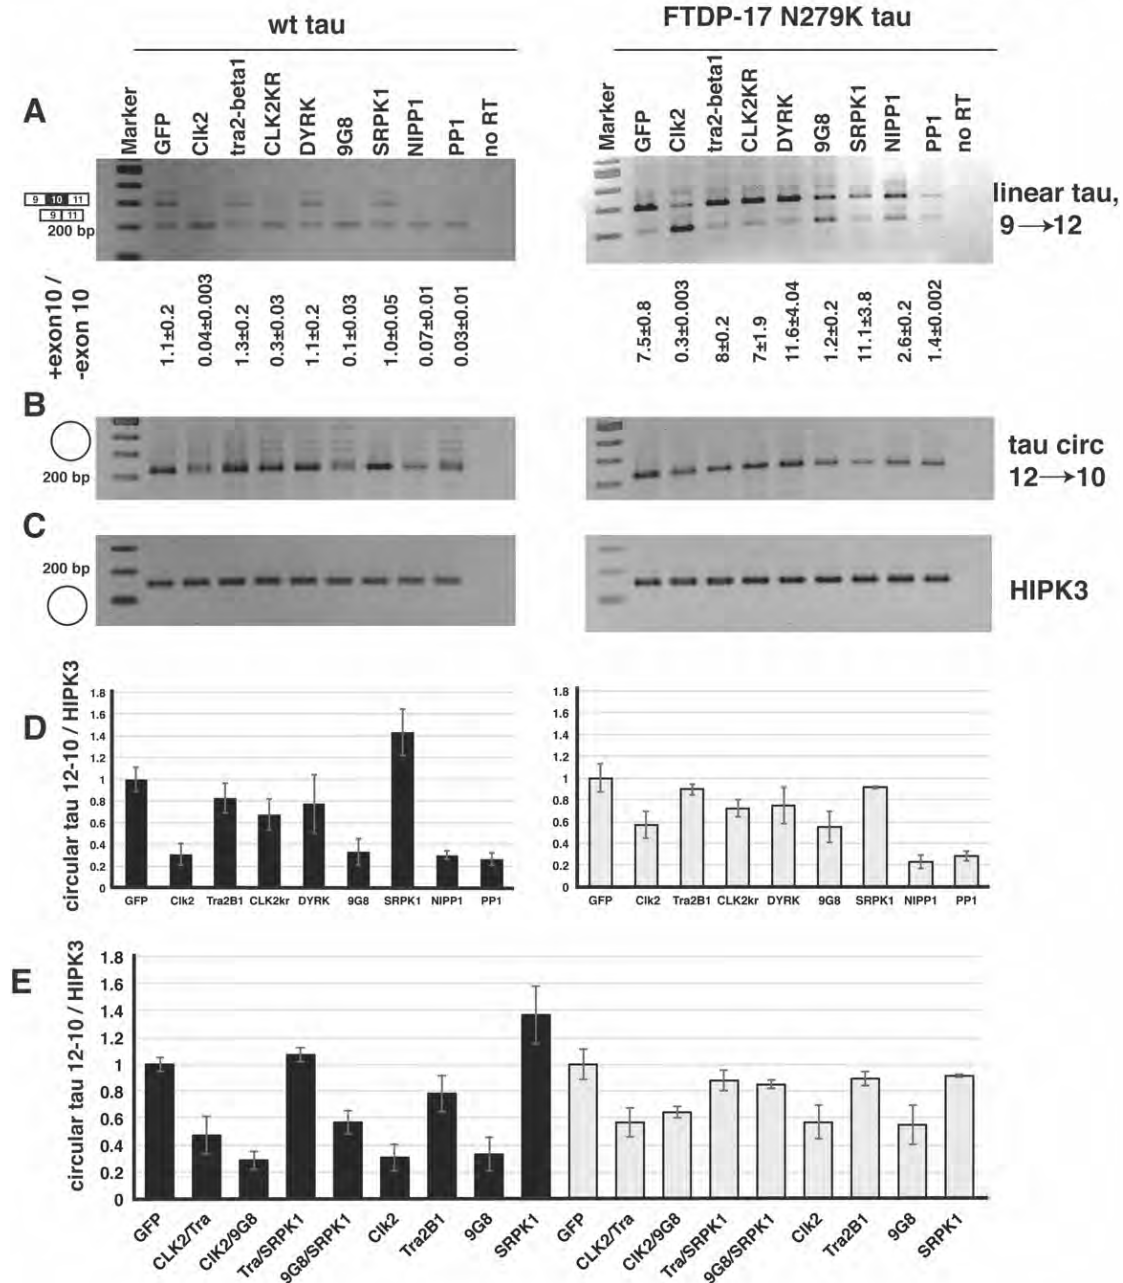 wt tau
FTDP-17 N279K tau
A
Marker
GFP
Clk2
tra2-beta1
CLK2KR
DYRK
9G8
SRPK1
NIPP1
PP1
no RT
Marker
GFP
Clk2
tra2-beta1
CLK2KR
DYRK
9G8
SRPK1
NIPP1
PP1
no RT
9 10 11
9 11
200 bp
linear tau,
9→12
+exon10 /
-exon 10
1.1±0.2
0.04±0.003
1.3±0.2
0.3±0.03
1.1±0.2
0.1±0.03
1.0±0.05
0.07±0.01
0.03±0.01
7.5±0.8
0.3±0.003
8±0.2
7±1.9
11.6±4.04
1.2±0.2
11.1±3.8
2.6±0.2
1.4±0.002
B
200 bp
tau circ
12→10
C
200 bp
HIPK3
D
circular tau 12-10 / HIPK3
1.8
1.6
1.4
1.2
1
0.8
0.6
0.4
0.2
0
GFP Clk2 Tra2B1 CLK2kr DYRK 9G8 SRPK1 NIPP1 PP1
1.8
1.6
1.4
1.2
1
0.8
0.6
0.4
0.2
0
GFP Clk2 Tra2B1 CLK2kr DYRK 9G8 SRPK1 NIPP1 PP1
E
circular tau 12-10 / HIPK3
1.8
1.6
1.4
1.2
1
0.8
0.6
0.4
0.2
0
GFP
CLK2/Tra
ClK2/9G8
Tra/SRPK1
9G8/SRPK1
Clk2
Tra2B1
9G8
SRPK1
GFP
CLK2/Tra
ClK2/9G8
Tra/SRPK1
9G8/SRPK1
Clk2
Tra2B1
9G8
SRPK1